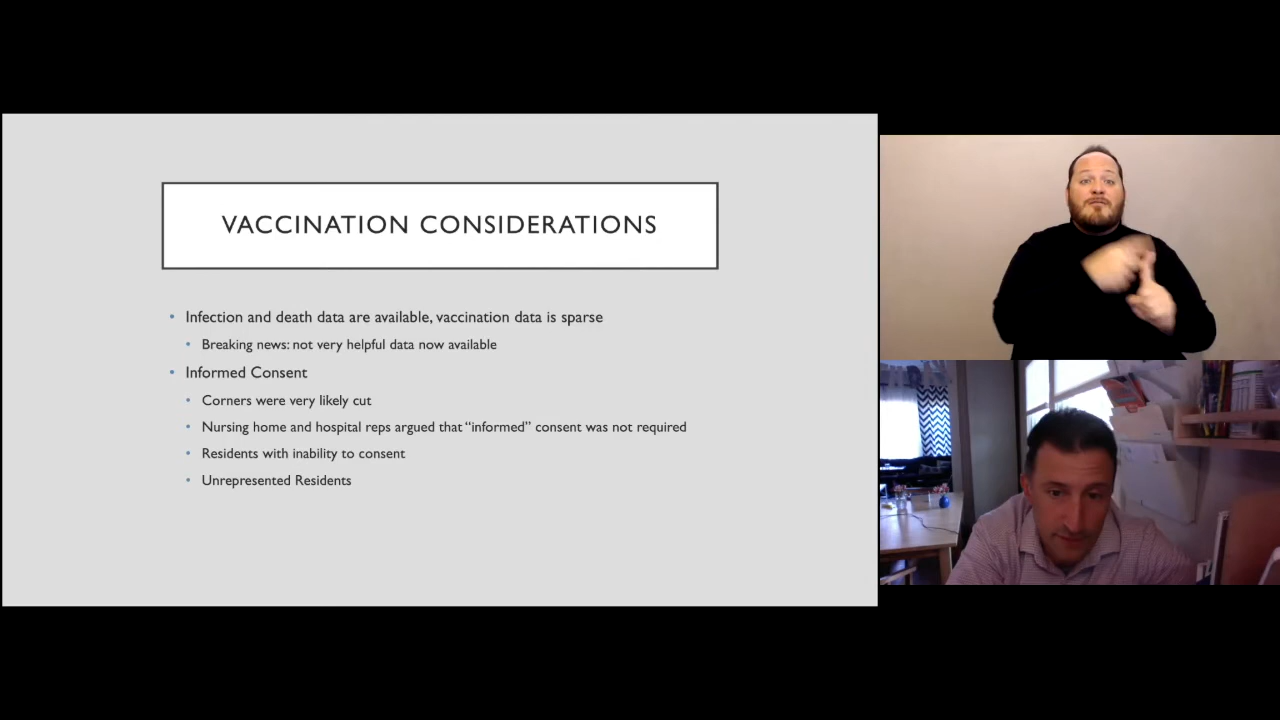 VACCINATION CONSIDERATIONS
• Infection and death data are available, vaccination data is sparse
• Breaking news: not very helpful data now available
• Informed Consent
• Corners were very likely cut
• Nursing home and hospital reps argued that “informed” consent was not required
• Residents with inability to consent
• Unrepresented Residents